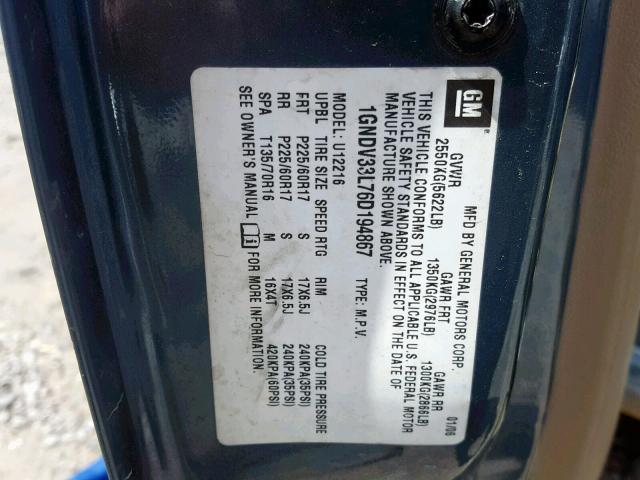 GM
MFD BY GENERAL MOTORS CORP. 01/06
GVWR GAWR FRT GAWR RR
2550KG(5622LB) 1350KG(2976LB) 1300KG(2866LB)
THIS VEHICLE CONFORMS TO ALL APPLICABLE U.S. FEDERAL MOTOR
VEHICLE SAFETY STANDARDS IN EFFECT ON THE DATE OF
MANUFACTURE SHOWN ABOVE.
1GNDV33L76D194867 TYPE: M.P.V.
MODEL: U12216
UPBL TIRE SIZE SPEED RTG RIM COLD TIRE PRESSURE
FRT P225/60R17 S 17X6.5J 240KPA(35PSI)
RR P225/60R17 S 17X6.5J 240KPA(35PSI)
SPA T135/70R16 M 16X4T 420KPA(60PSI)
SEE OWNER'S MANUAL FOR MORE INFORMATION.